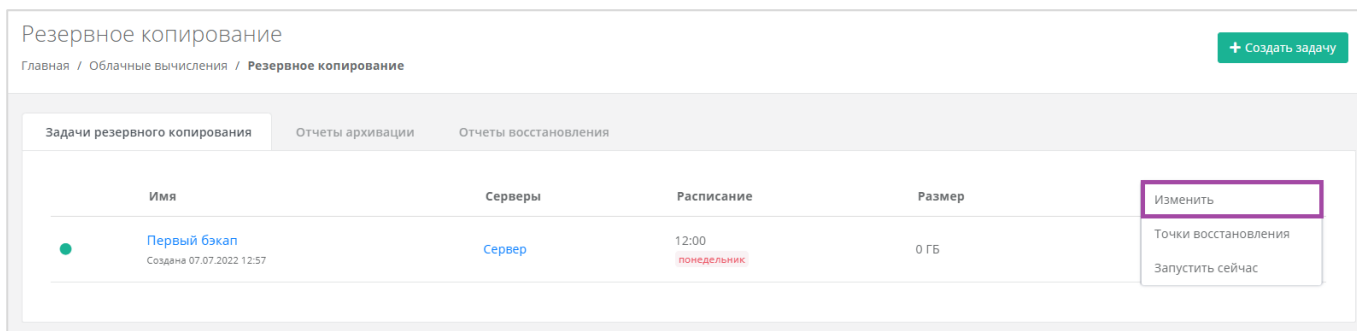 Резервное копирование
+ Создать задачу
Главная / Облачные вычисления / Резервное копирование
Задачи резервного копирования Отчеты архивации Отчеты восстановления
Имя Серверы Расписание Размер
Изменить
Точки восстановления
Запустить сейчас
Первый бэкап Сервер 12:00 0 ГБ
Создана 07.07.2022 12:57 понедельник